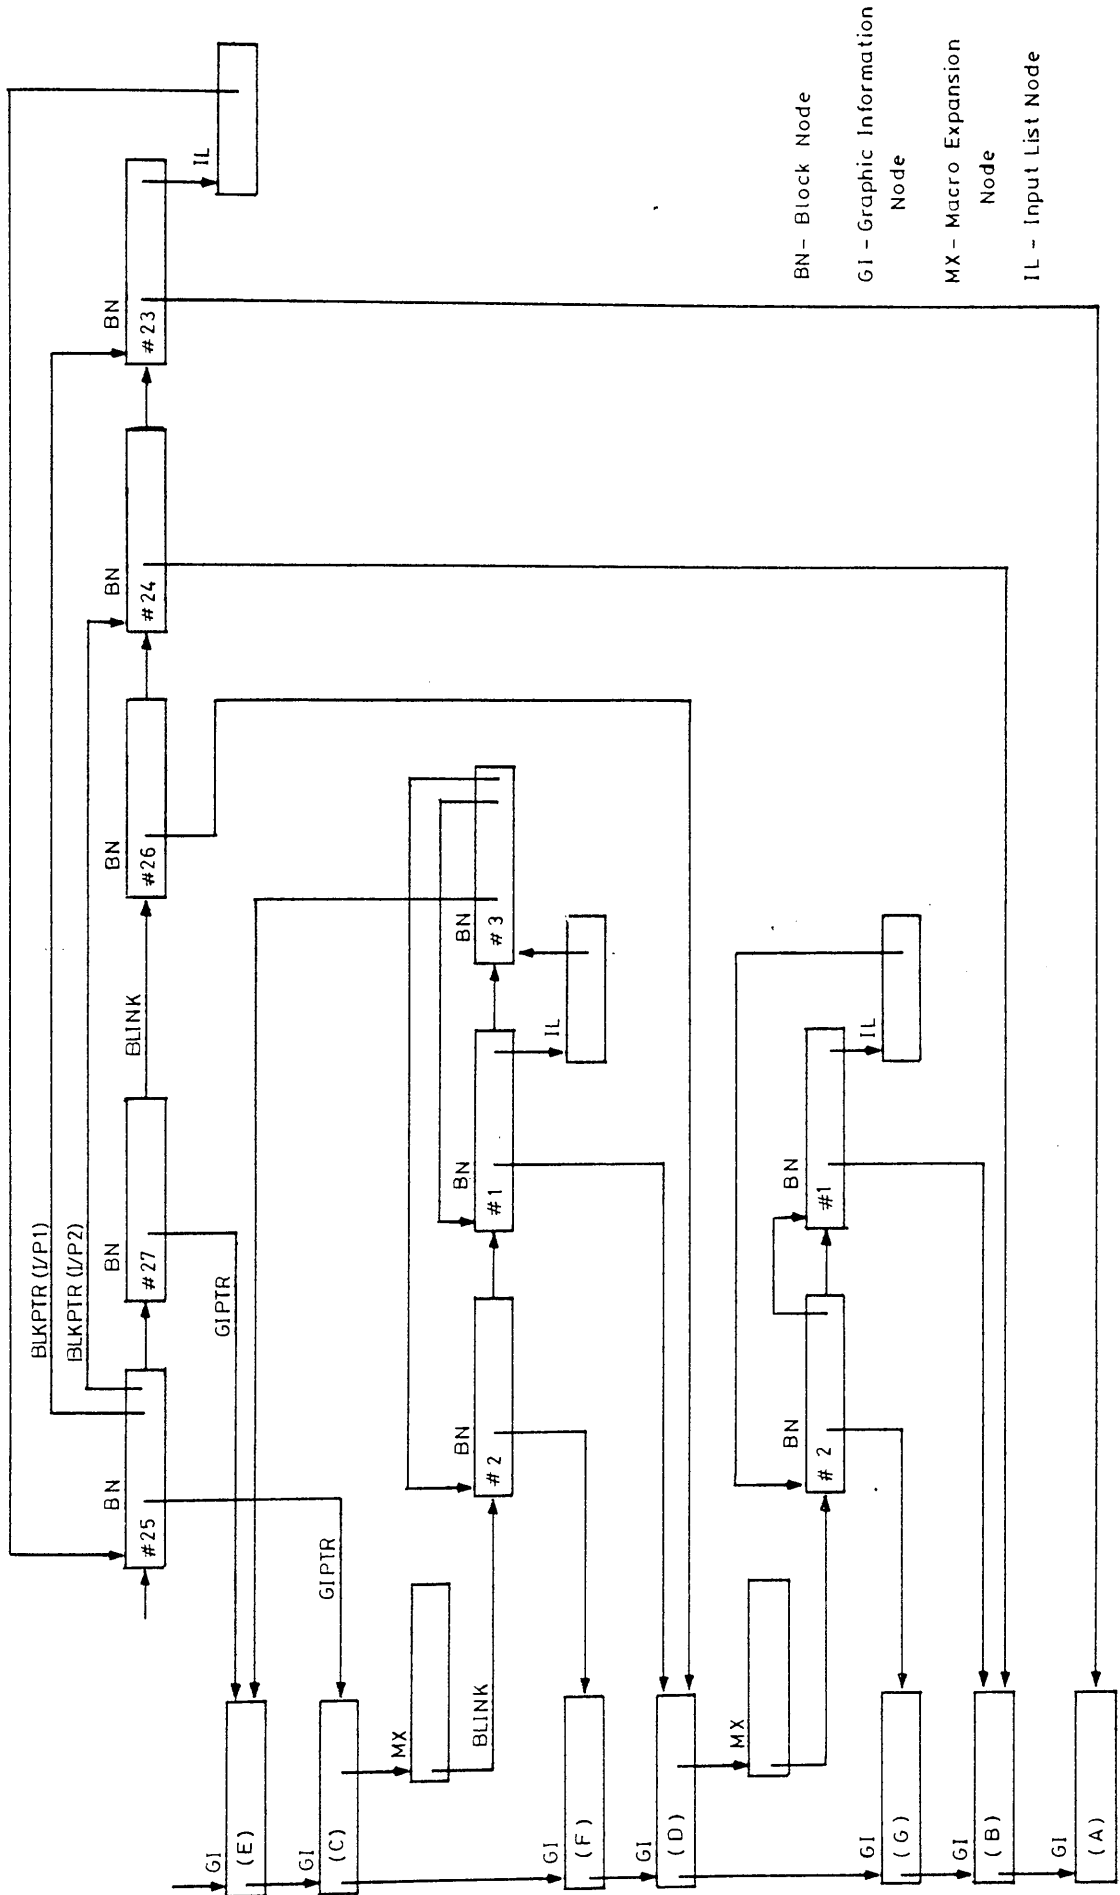 BLKPTR (I/P1)
BLKPTR (I/P2)
BN
#25
BN
#27
BLINK
BN
#26
BN
#24
BN
#23
IL
GIPTR
GIPTR
GI
(E)
GI
(C)
MX
BLINK
BN
#2
BN
#1
IL
BN
#3
GI
(F)
GI
(D)
MX
BN
#2
BN
#1
IL
GI
(G)
GI
(B)
GI
(A)
BN - Block Node
GI - Graphic Information
Node
MX - Macro Expansion
Node
IL - Input List Node